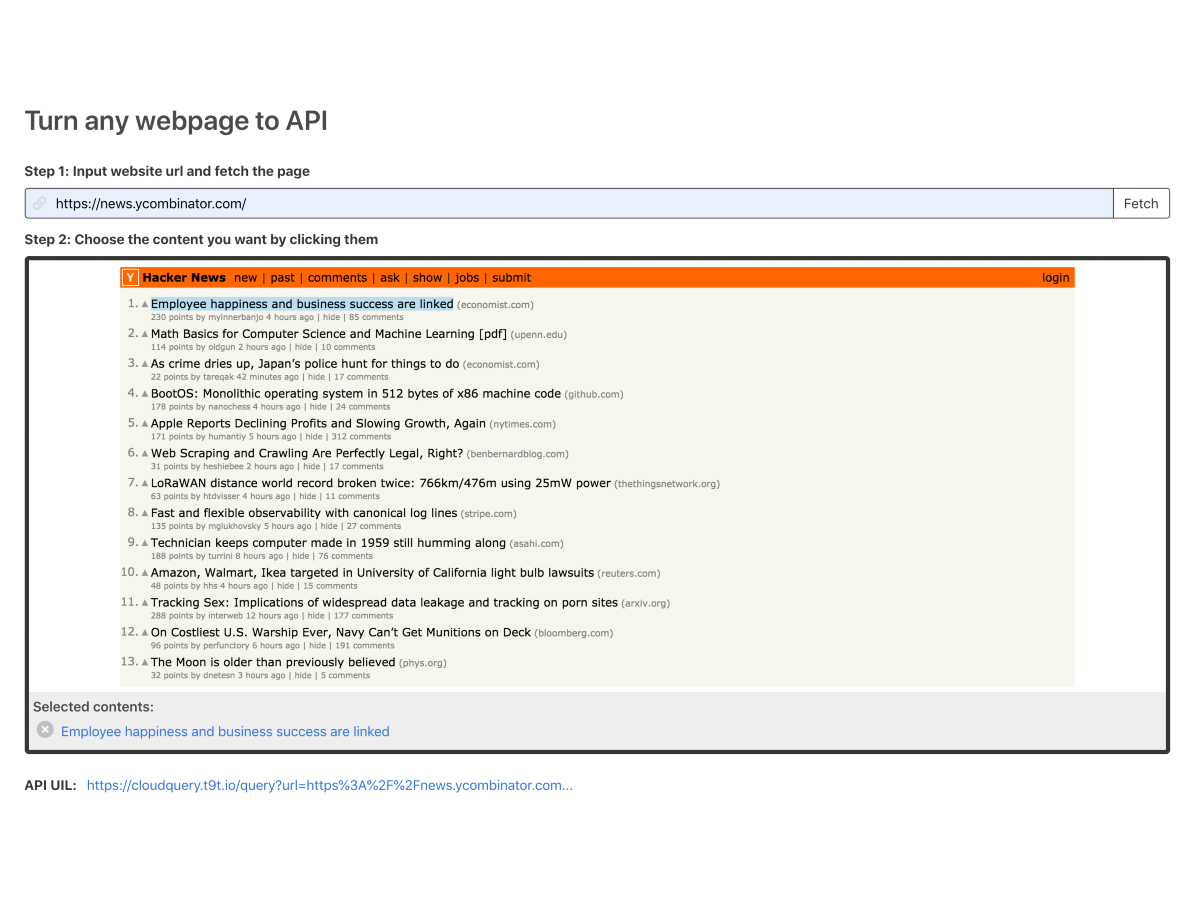 Turn any webpage to API
Step 1: Input website url and fetch the page
https://news.ycombinator.com/ Fetch
Step 2: Choose the content you want by clicking them
Y Hacker News new | past | comments | ask | show | jobs | submit login
1. Employee happiness and business success are linked (economist.com)
230 points by myinnerbanjo 4 hours ago | hide | 85 comments
2. Math Basics for Computer Science and Machine Learning [pdf] (upenn.edu)
114 points by oldgun 2 hours ago | hide | 10 comments
3. As crime dries up, Japan’s police hunt for things to do (economist.com)
22 points by tareqak 42 minutes ago | hide | 17 comments
4. BootOS: Monolithic operating system in 512 bytes of x86 machine code (github.com)
178 points by nanochess 4 hours ago | hide | 24 comments
5. Apple Reports Declining Profits and Slowing Growth, Again (nytimes.com)
171 points by humantiy 5 hours ago | hide | 312 comments
6. Web Scraping and Crawling Are Perfectly Legal, Right? (benbernardblog.com)
31 points by heshiebee 2 hours ago | hide | 17 comments
7. LoRaWAN distance world record broken twice: 766km/476m using 25mW power (thethingsnetwork.org)
63 points by htdvisser 4 hours ago | hide | 11 comments
8. Fast and flexible observability with canonical log lines (stripe.com)
135 points by mglukhovsky 5 hours ago | hide | 27 comments
9. Technician keeps computer made in 1959 still humming along (asahi.com)
188 points by turrini 8 hours ago | hide | 76 comments
10. Amazon, Walmart, Ikea targeted in University of California light bulb lawsuits (reuters.com)
48 points by hhs 4 hours ago | hide | 15 comments
11. Tracking Sex: Implications of widespread data leakage and tracking on porn sites (arxiv.org)
288 points by interweb 12 hours ago | hide | 177 comments
12. On Costliest U.S. Warship Ever, Navy Can’t Get Munitions on Deck (bloomberg.com)
96 points by perfunctory 6 hours ago | hide | 191 comments
13. The Moon is older than previously believed (phys.org)
32 points by dnetesn 3 hours ago | hide | 5 comments
Selected contents:
Employee happiness and business success are linked
API UIL: https://cloudquery.t9t.io/query?url=https%3A%2F%2Fnews.ycombinator.com...